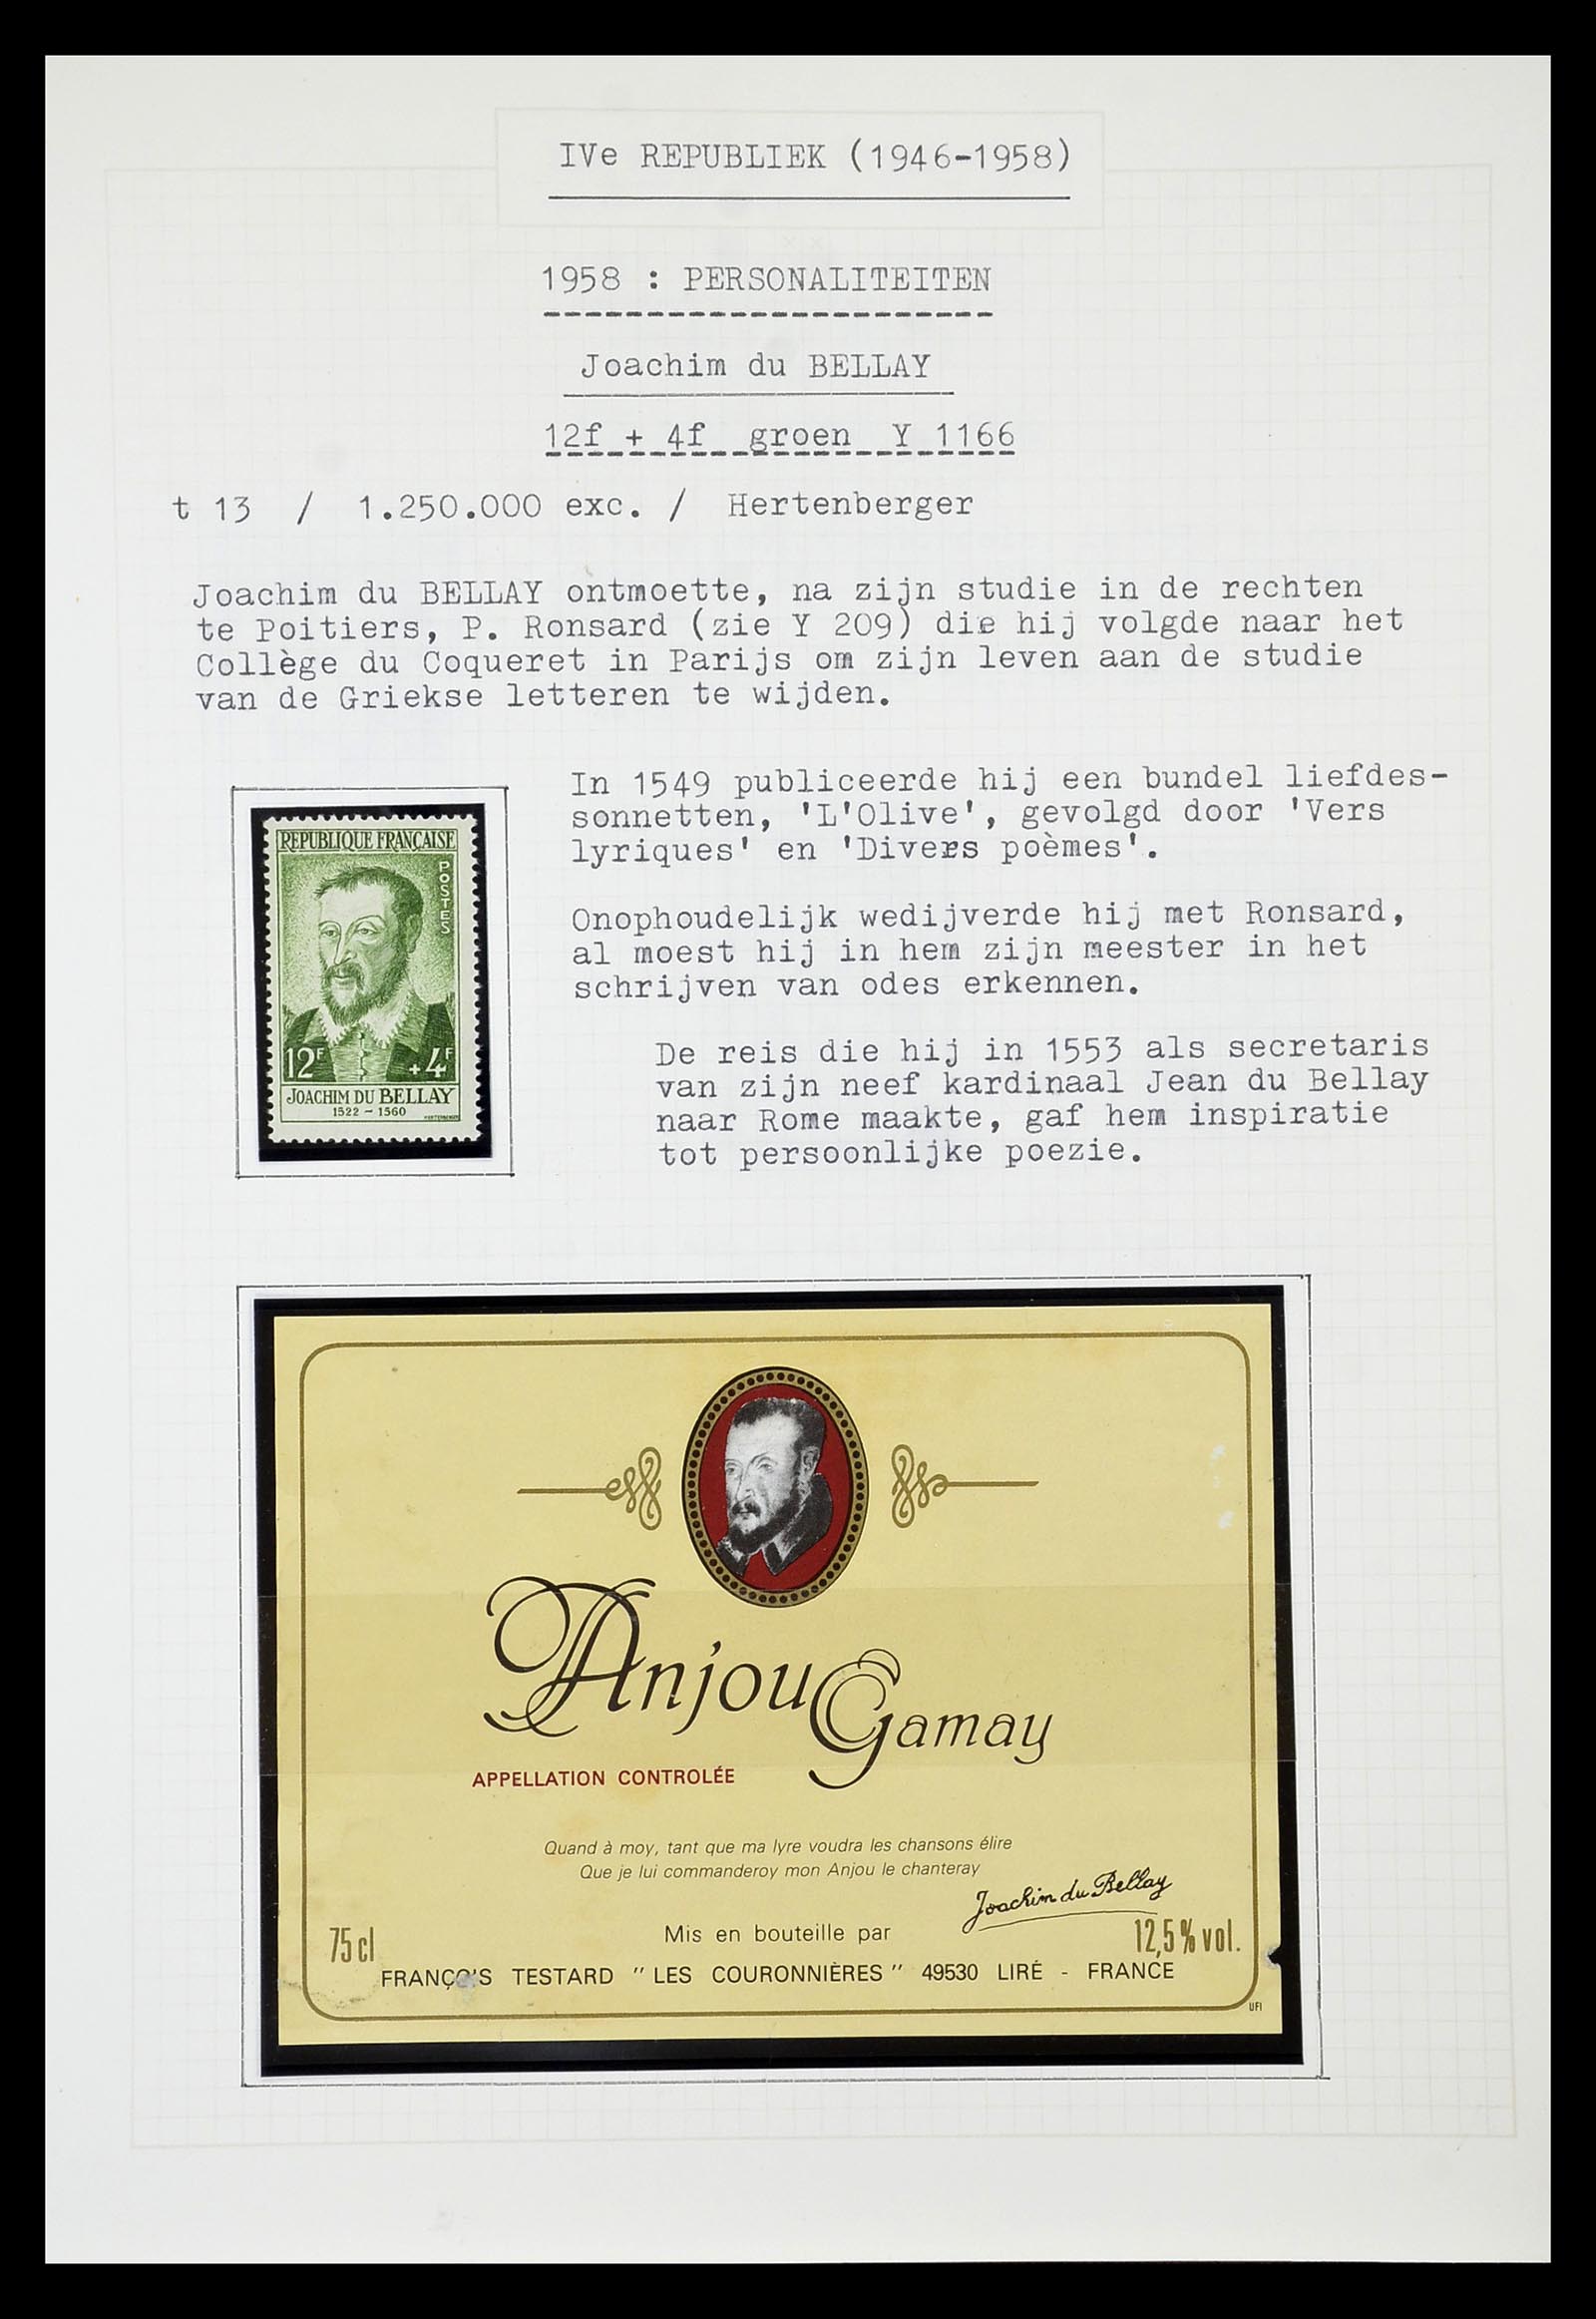 IVe REPUBLIEK (1946-1958)
1958 : PERSONALITEITEN
Joachim du BELLAY
12f + 4f groen Y 1166
t 13 / 1.250.000 exc. / Hertenberger
Joachim du BELLAY ontmoette, na zijn studie in de rechten
te Poitiers, P. Ronsard (zie Y 209) die hij volgde naar het
Collège du Coqueret in Parijs om zijn leven aan de studie
van de Griekse letteren te wijden.
In 1549 publiceerde hij een bundel liefdes-
sonnetten, 'L'Olive', gevolgd door 'Vers
lyriques' en 'Divers poèmes'.
Onophoudelijk wedijverde hij met Ronsard,
al moest hij in hem zijn meester in het
schrijven van odes erkennen.
De reis die hij in 1553 als secretaris
van zijn neef kardinaal Jean du Bellay
naar Rome maakte, gaf hem inspiratie
tot persoonlijke poezie.
REPUBLIQUE FRANÇAISE
POSTES
12F +4F
JOACHIM DU BELLAY
1522 - 1560
HERTENBERGER
Anjou Gamay
APPELLATION CONTROLÉE
Quand à moy, tant que ma lyre voudra les chansons élire
Que je lui commanderoy mon Anjou le chanteray
Joachim du Bellay
75 cl
Mis en bouteille par
12,5 % vol.
FRANÇO'S TESTARD "LES COURONNIÈRES" 49530 LIRÉ - FRANCE
UFI